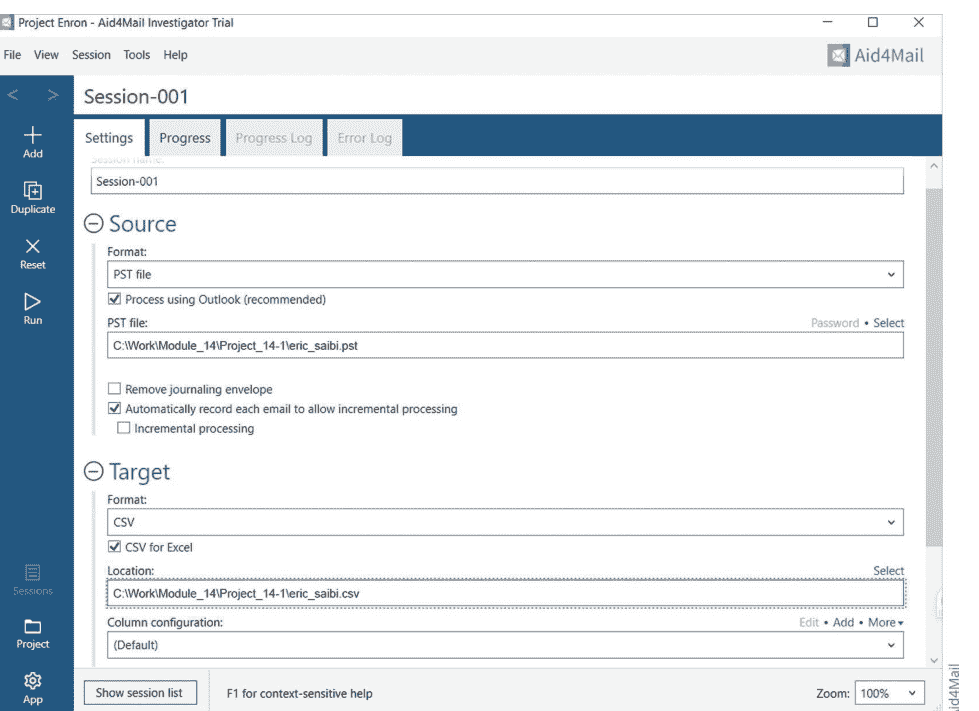 Project Enron - Aid4Mail Investigator Trial
File View Session Tools Help
Aid4Mail
< >
Session-001
Add
Duplicate
Reset
Run
Sessions
Project
App
Settings Progress Progress Log Error Log
Session name:
Session-001
Source
Format:
PST file
Process using Outlook (recommended)
PST file: Password • Select
C:\Work\Module_14\Project_14-1\eric_saibi.pst
Remove journaling envelope
Automatically record each email to allow incremental processing
Incremental processing
Target
Format:
CSV
CSV for Excel
Location: Select
C:\Work\Module_14\Project_14-1\eric_saibi.csv
Column configuration: Edit • Add • More
(Default)
Show session list F1 for context-sensitive help Zoom: 100%